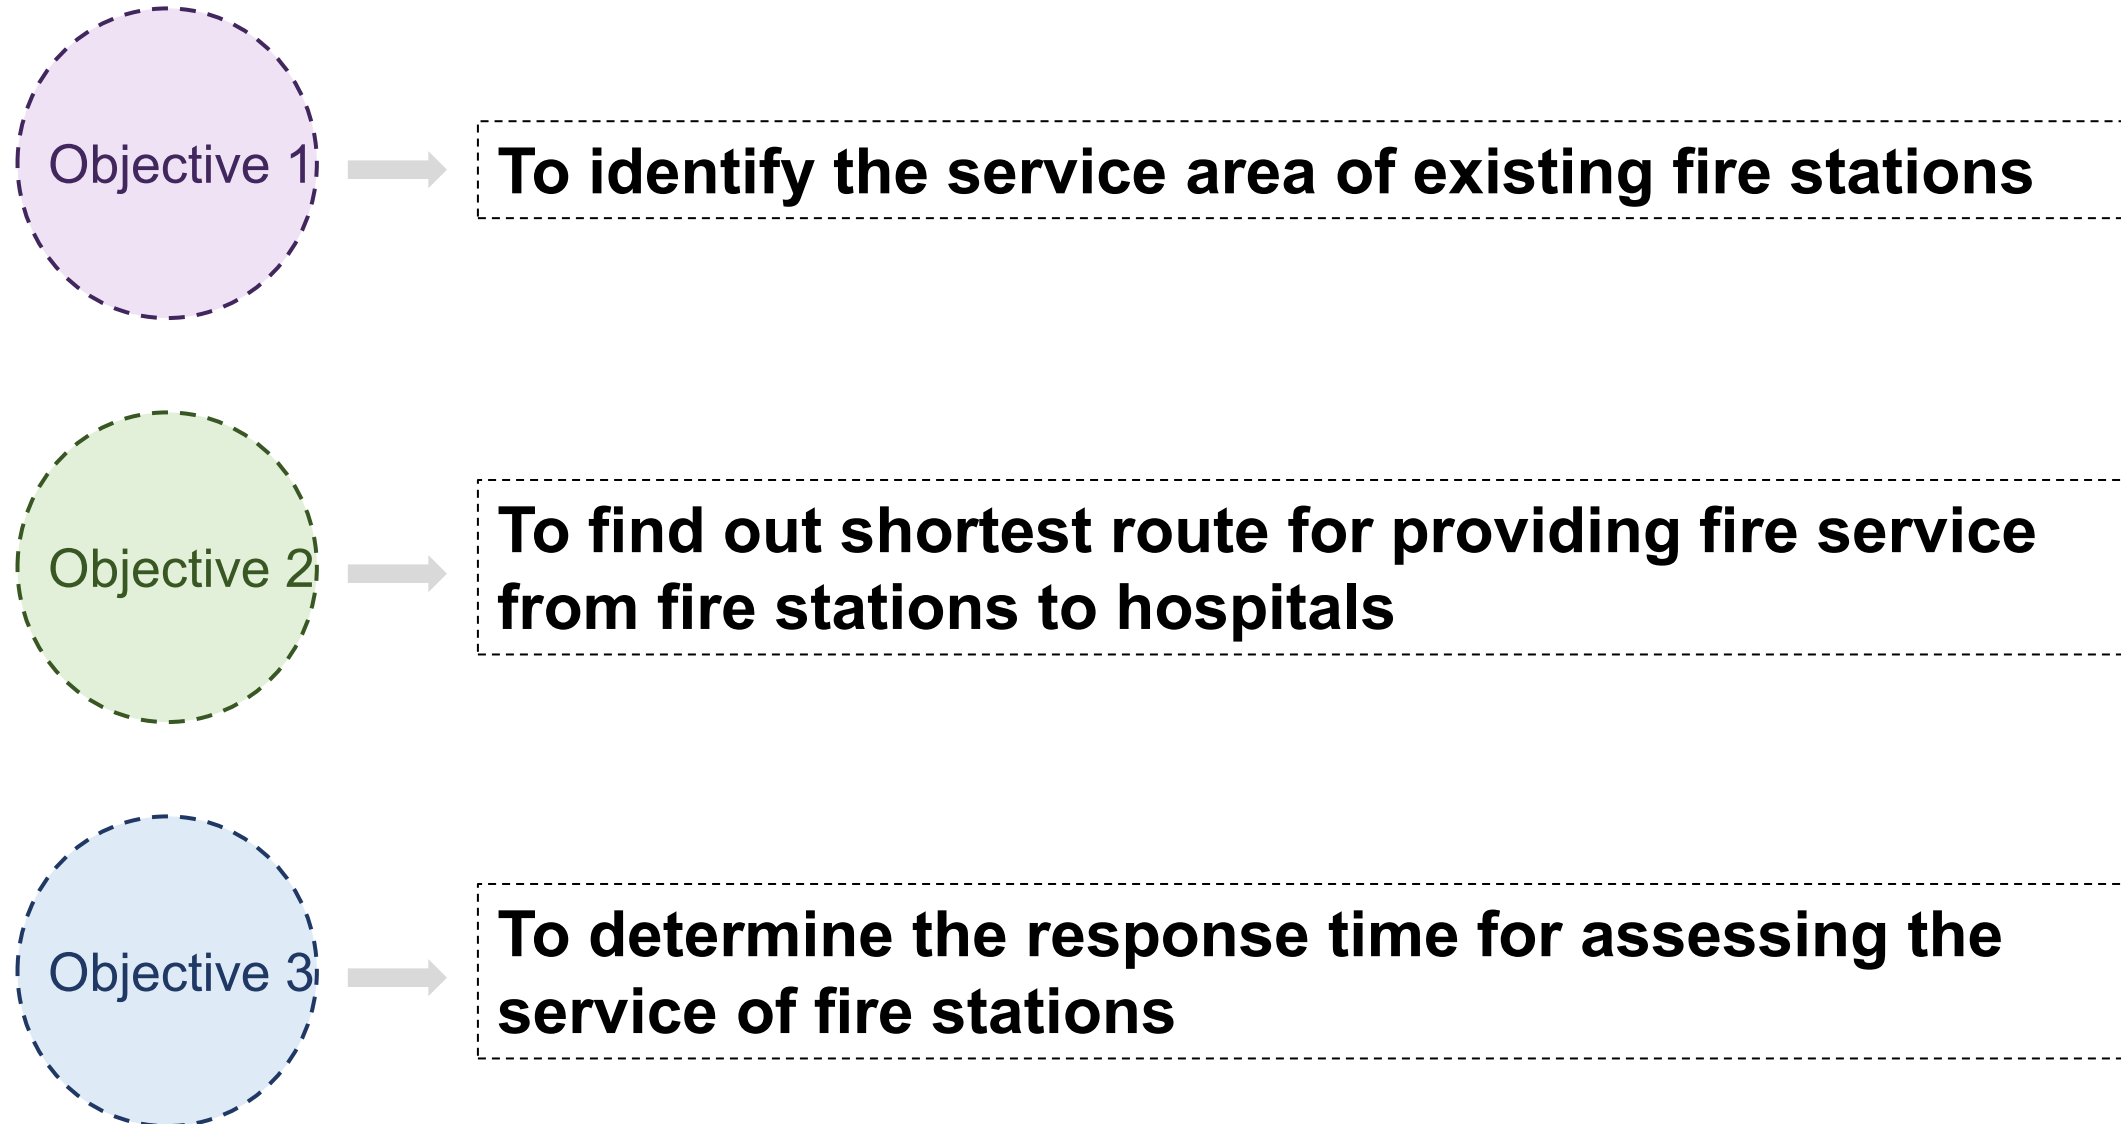 Objective 1
To identify the service area of existing fire stations
Objective 2
To find out shortest route for providing fire service
from fire stations to hospitals
Objective 3
To determine the response time for assessing the
service of fire stations